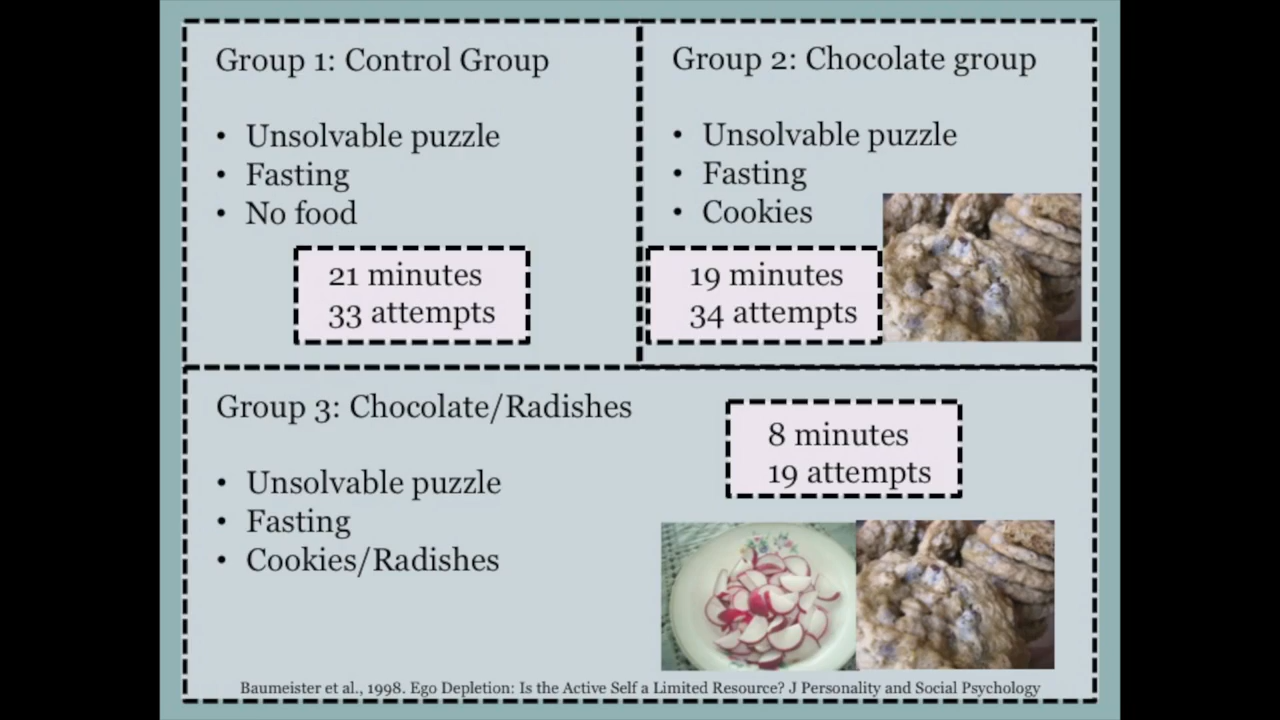 Group 1: Control Group
• Unsolvable puzzle
• Fasting
• No food
21 minutes
33 attempts
Group 2: Chocolate group
• Unsolvable puzzle
• Fasting
• Cookies
19 minutes
34 attempts
Group 3: Chocolate/Radishes
• Unsolvable puzzle
• Fasting
• Cookies/Radishes
8 minutes
19 attempts
Baumeister et al., 1998. Ego Depletion: Is the Active Self a Limited Resource? J Personality and Social Psychology